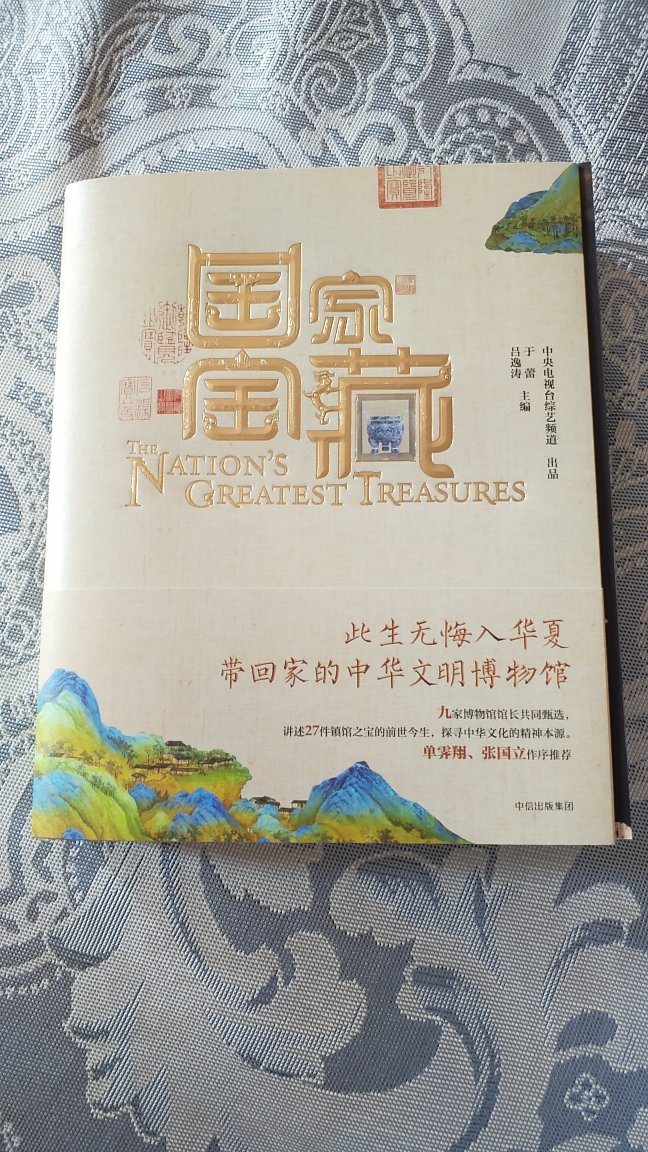 国家宝藏
THE NATION'S
GREATEST TREASURES
中央电视台综艺频道 出品
于蕾
吕逸涛 主编
此生无悔入华夏
带回家的中华文明博物馆
九家博物馆馆长共同甄选,
讲述27件镇馆之宝的前世今生,探寻中华文化的精神本源。
单霁翔、张国立作序推荐
中信出版集团